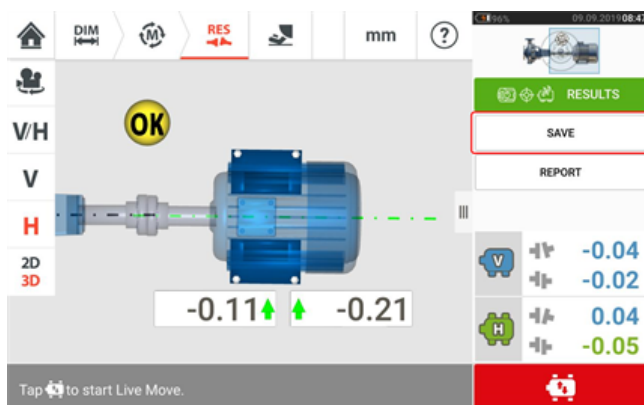 DIM
M
RES
mm
?
96%
09.09.2019 08:47
V/H
V
H
2D
3D
OK
RESULTS
SAVE
REPORT
-0.11
-0.21
V
-0.04
-0.02
H
0.04
-0.05
Tap to start Live Move.